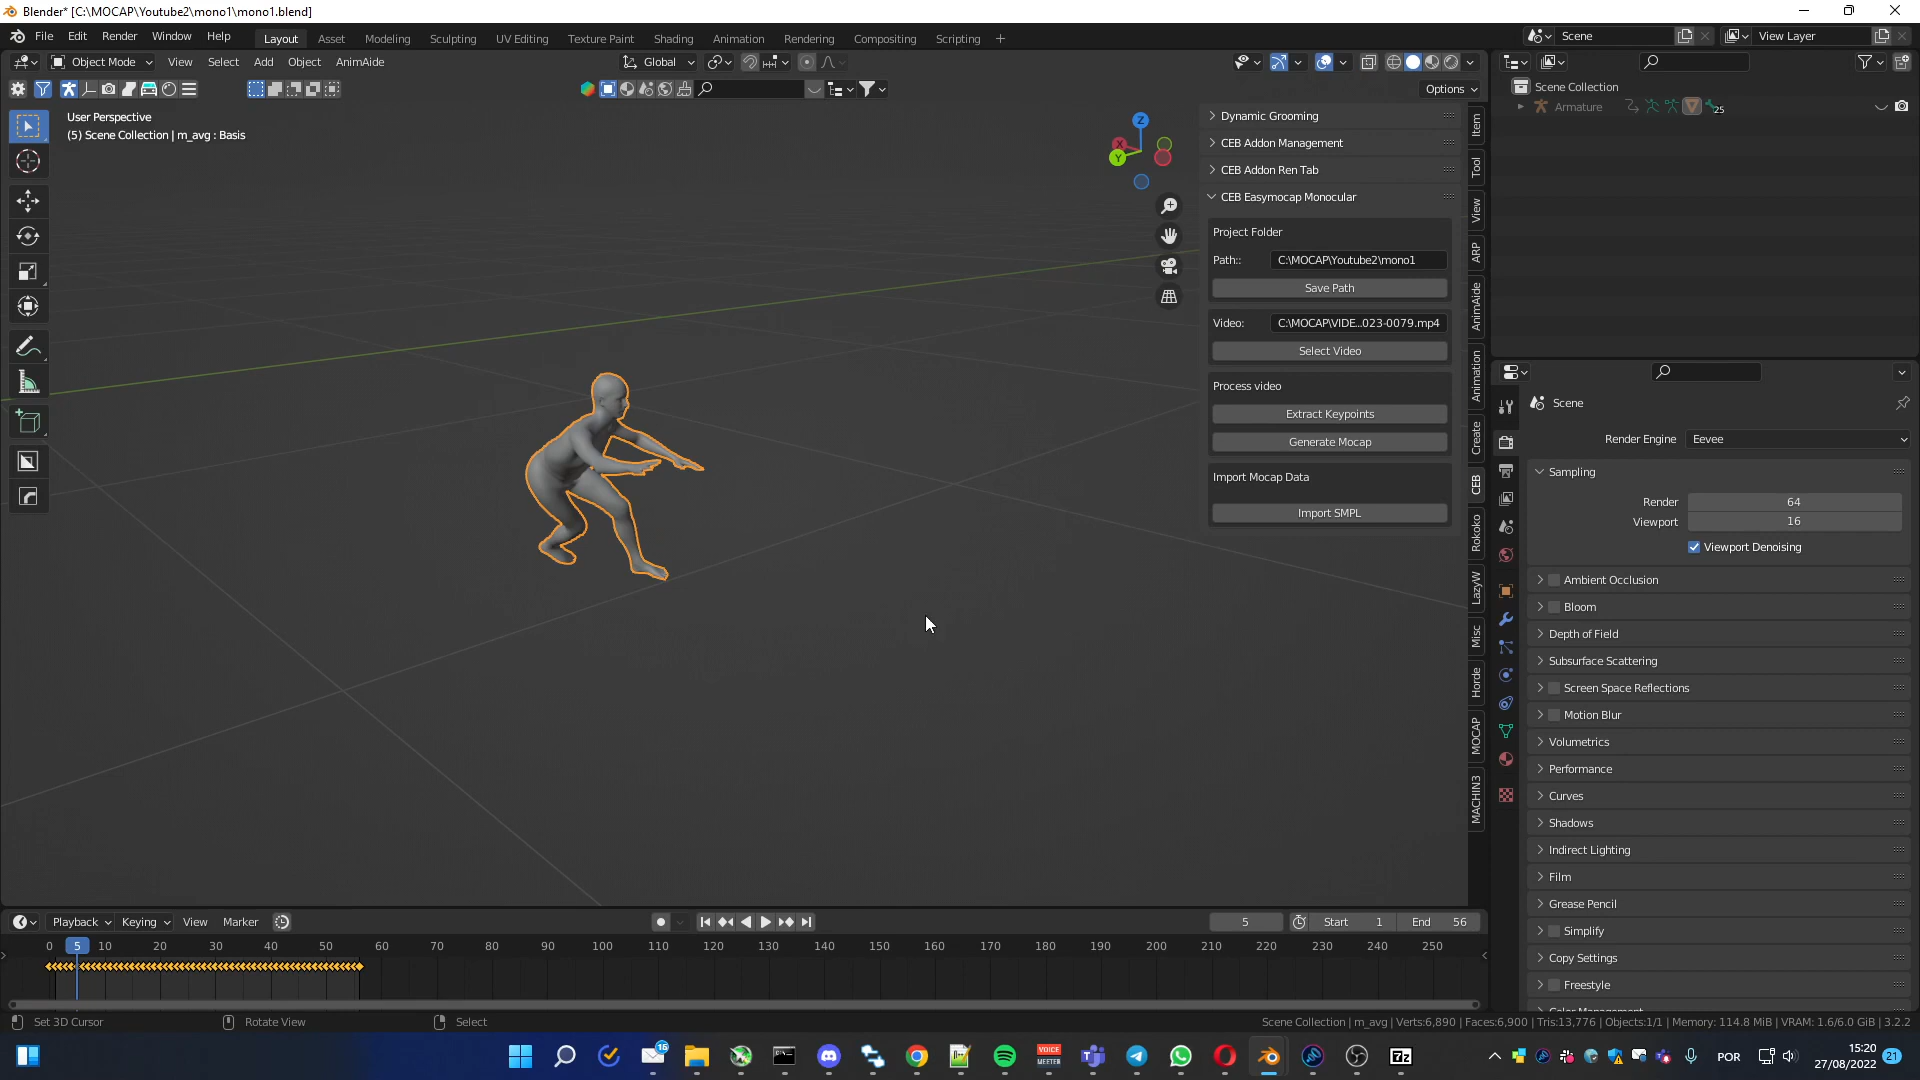 Blender* [C:\MOCAP\Youtube2\mono1\mono1.blend]
File Edit Render Window Help Layout Asset Modeling Sculpting UV Editing Texture Paint Shading Animation Rendering Compositing Scripting + Scene View Layer
Object Mode View Select Add Object AnimAide Global
Options
User Perspective
(5) Scene Collection | m_avg : Basis
Z
X
Y
Dynamic Grooming
CEB Addon Management
CEB Addon Ren Tab
CEB Easymocap Monocular
Project Folder
Path:: C:\MOCAP\Youtube2\mono1
Save Path
Video: C:\MOCAP\VIDE...023-0079.mp4
Select Video
Process video
Extract Keypoints
Generate Mocap
Import Mocap Data
Import SMPL
Item
Tool
View
ARP
AnimAide
Animation
Create
CEB
Rokoko
LazyW
Misc
Horde
MOCAP
MACHIN3
Scene Collection
Armature 25
Scene
Render Engine Eevee
Sampling
Render 64
Viewport 16
Viewport Denoising
Ambient Occlusion
Bloom
Depth of Field
Subsurface Scattering
Screen Space Reflections
Motion Blur
Volumetrics
Performance
Curves
Shadows
Indirect Lighting
Film
Grease Pencil
Simplify
Copy Settings
Freestyle
Playback Keying View Marker 5 Start 1 End 56
0 5 10 20 30 40 50 60 70 80 90 100 110 120 130 140 150 160 170 180 190 200 210 220 230 240 250
Set 3D Cursor Rotate View Select Scene Collection | m_avg | Verts:6,890 | Faces:6,900 | Tris:13,776 | Objects:1/1 | Memory: 114.8 MiB | VRAM: 1.6/6.0 GiB | 3.2.2
15 VOICE MEETER 7z POR 15:20
27/08/2022 21